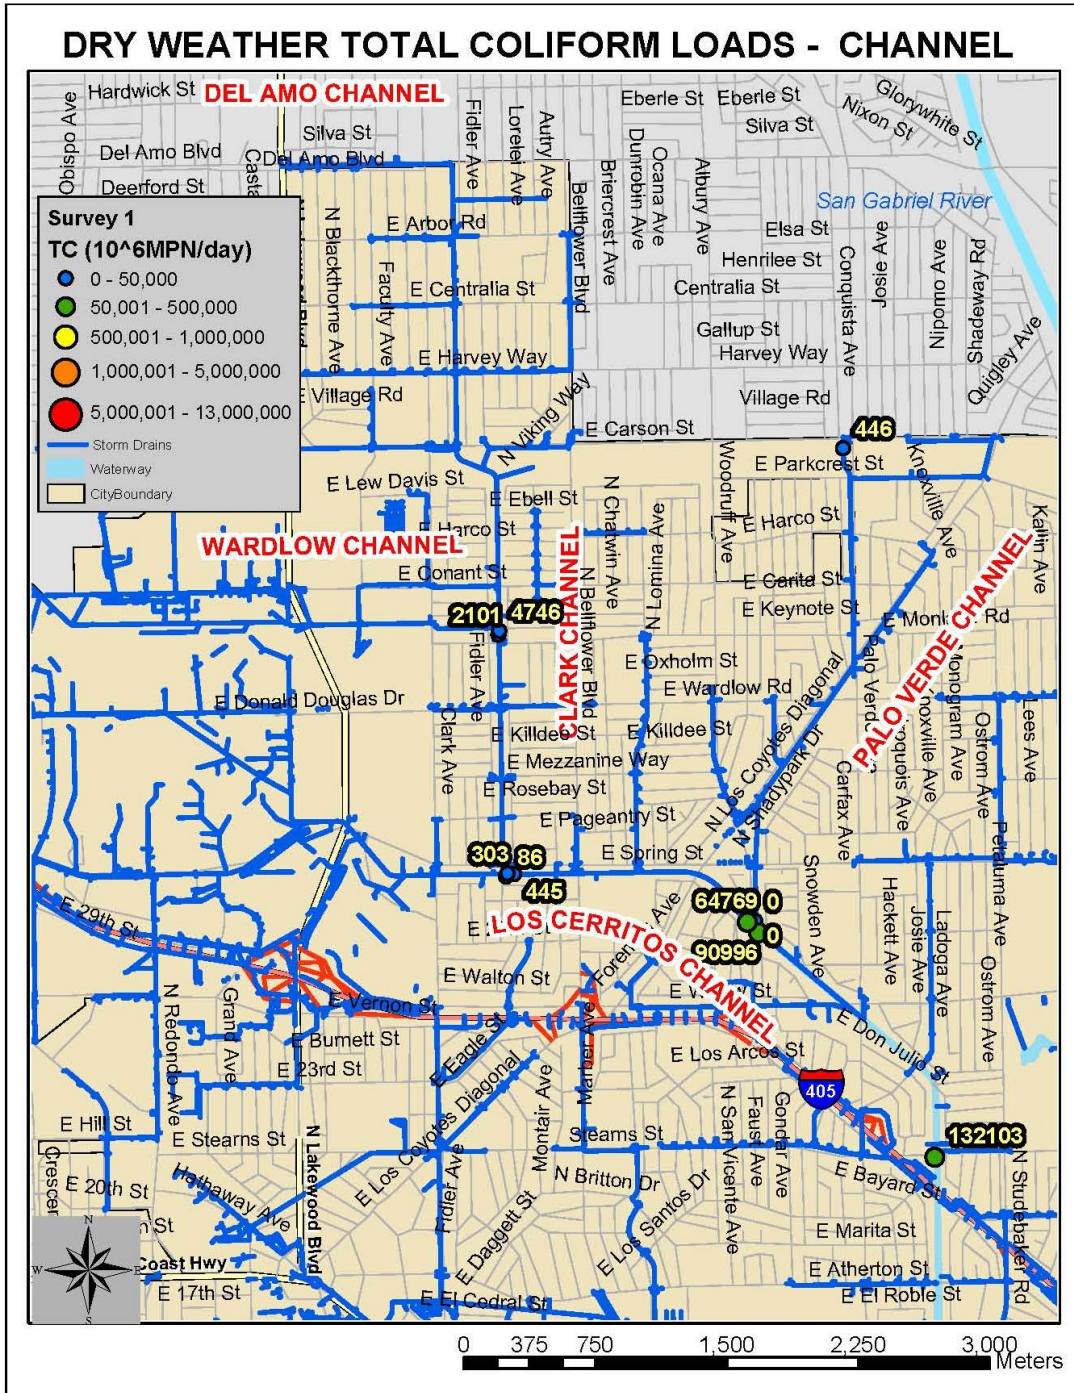 DRY WEATHER TOTAL COLIFORM LOADS - CHANNEL
Hardwick St
DEL AMO CHANNEL
Eberle St
Eberle St
Glorywhite St
Nixon St
Silva St
Silva St
Obispo Ave
Del Amo Blvd
Del Amo Blvd
Deerford St
Fidler Ave
Lorelei Ave
Autry Ave
Bellflower Blvd
Briercrest Ave
Dunrobin Ave
Ocana Ave
Albury Ave
San Gabriel River
Survey 1
TC (10^6MPN/day)
0 - 50,000
50,001 - 500,000
500,001 - 1,000,000
1,000,001 - 5,000,000
5,000,001 - 13,000,000
Storm Drains
Waterway
CityBoundary
N Blackthorne Ave
Faculty Ave
E Arbor Rd
E Centralia St
E Harvey Way
E Village Rd
Elsa St
Henrilee St
Centralia St
Gallup St
Harvey Way
Village Rd
Conquista Ave
Josie Ave
Nipomo Ave
Shadeway Rd
Quigley Ave
N Viking Way
E Carson St
446
E Parkcrest St
Woodruff Ave
Knoxville Ave
Kallin Ave
E Lew Davis St
E Ebell St
E Harco St
E Harco St
N Chatwin Ave
N Lomina Ave
WARDLOW CHANNEL
CLARK CHANNEL
PALO VERDE CHANNEL
E Conant St
E Carita St
E Keynote St
2101
4746
N Bellflower Blvd
Fidler Ave
E Oxholm St
E Wardlow Rd
E Donald Douglas Dr
Clark Ave
E Killdee St
E Killdee St
E Mezzanine Way
E Rosebay St
E Pageantry St
E Spring St
N Los Coyotes Diagonal
N Shadypark Dr
Carfax Ave
Monogram Ave
Ostrom Ave
Lees Ave
Petaluma Ave
303
86
445
64769
0
0
90996
LOS CERRITOS CHANNEL
Snowden Ave
Hackett Ave
Josie Ave
Ladoga Ave
Ostrom Ave
E 29th St
E Walton St
E Vernon St
N Redondo Ave
Grand Ave
E Burnett St
E 23rd St
E Eagle St
E Los Coyotes Diagonal
Montair Ave
E Los Arcos St
E Don Julio St
405
E Hill St
E Stearns St
Stearns St
N San Vicente Ave
Faust Ave
Gondar Ave
132103
E 20th St
Hathaway Ave
N Lakewood Blvd
Fidler Ave
E Daggett St
N Britton Dr
E Los Santos Dr
E Bayard St
E Marita St
E Atherton St
E El Roble St
N Studebaker Rd
Coast Hwy
E 17th St
E El Cedral St
N
W
E
S
0 375 750 1,500 2,250 3,000
Meters